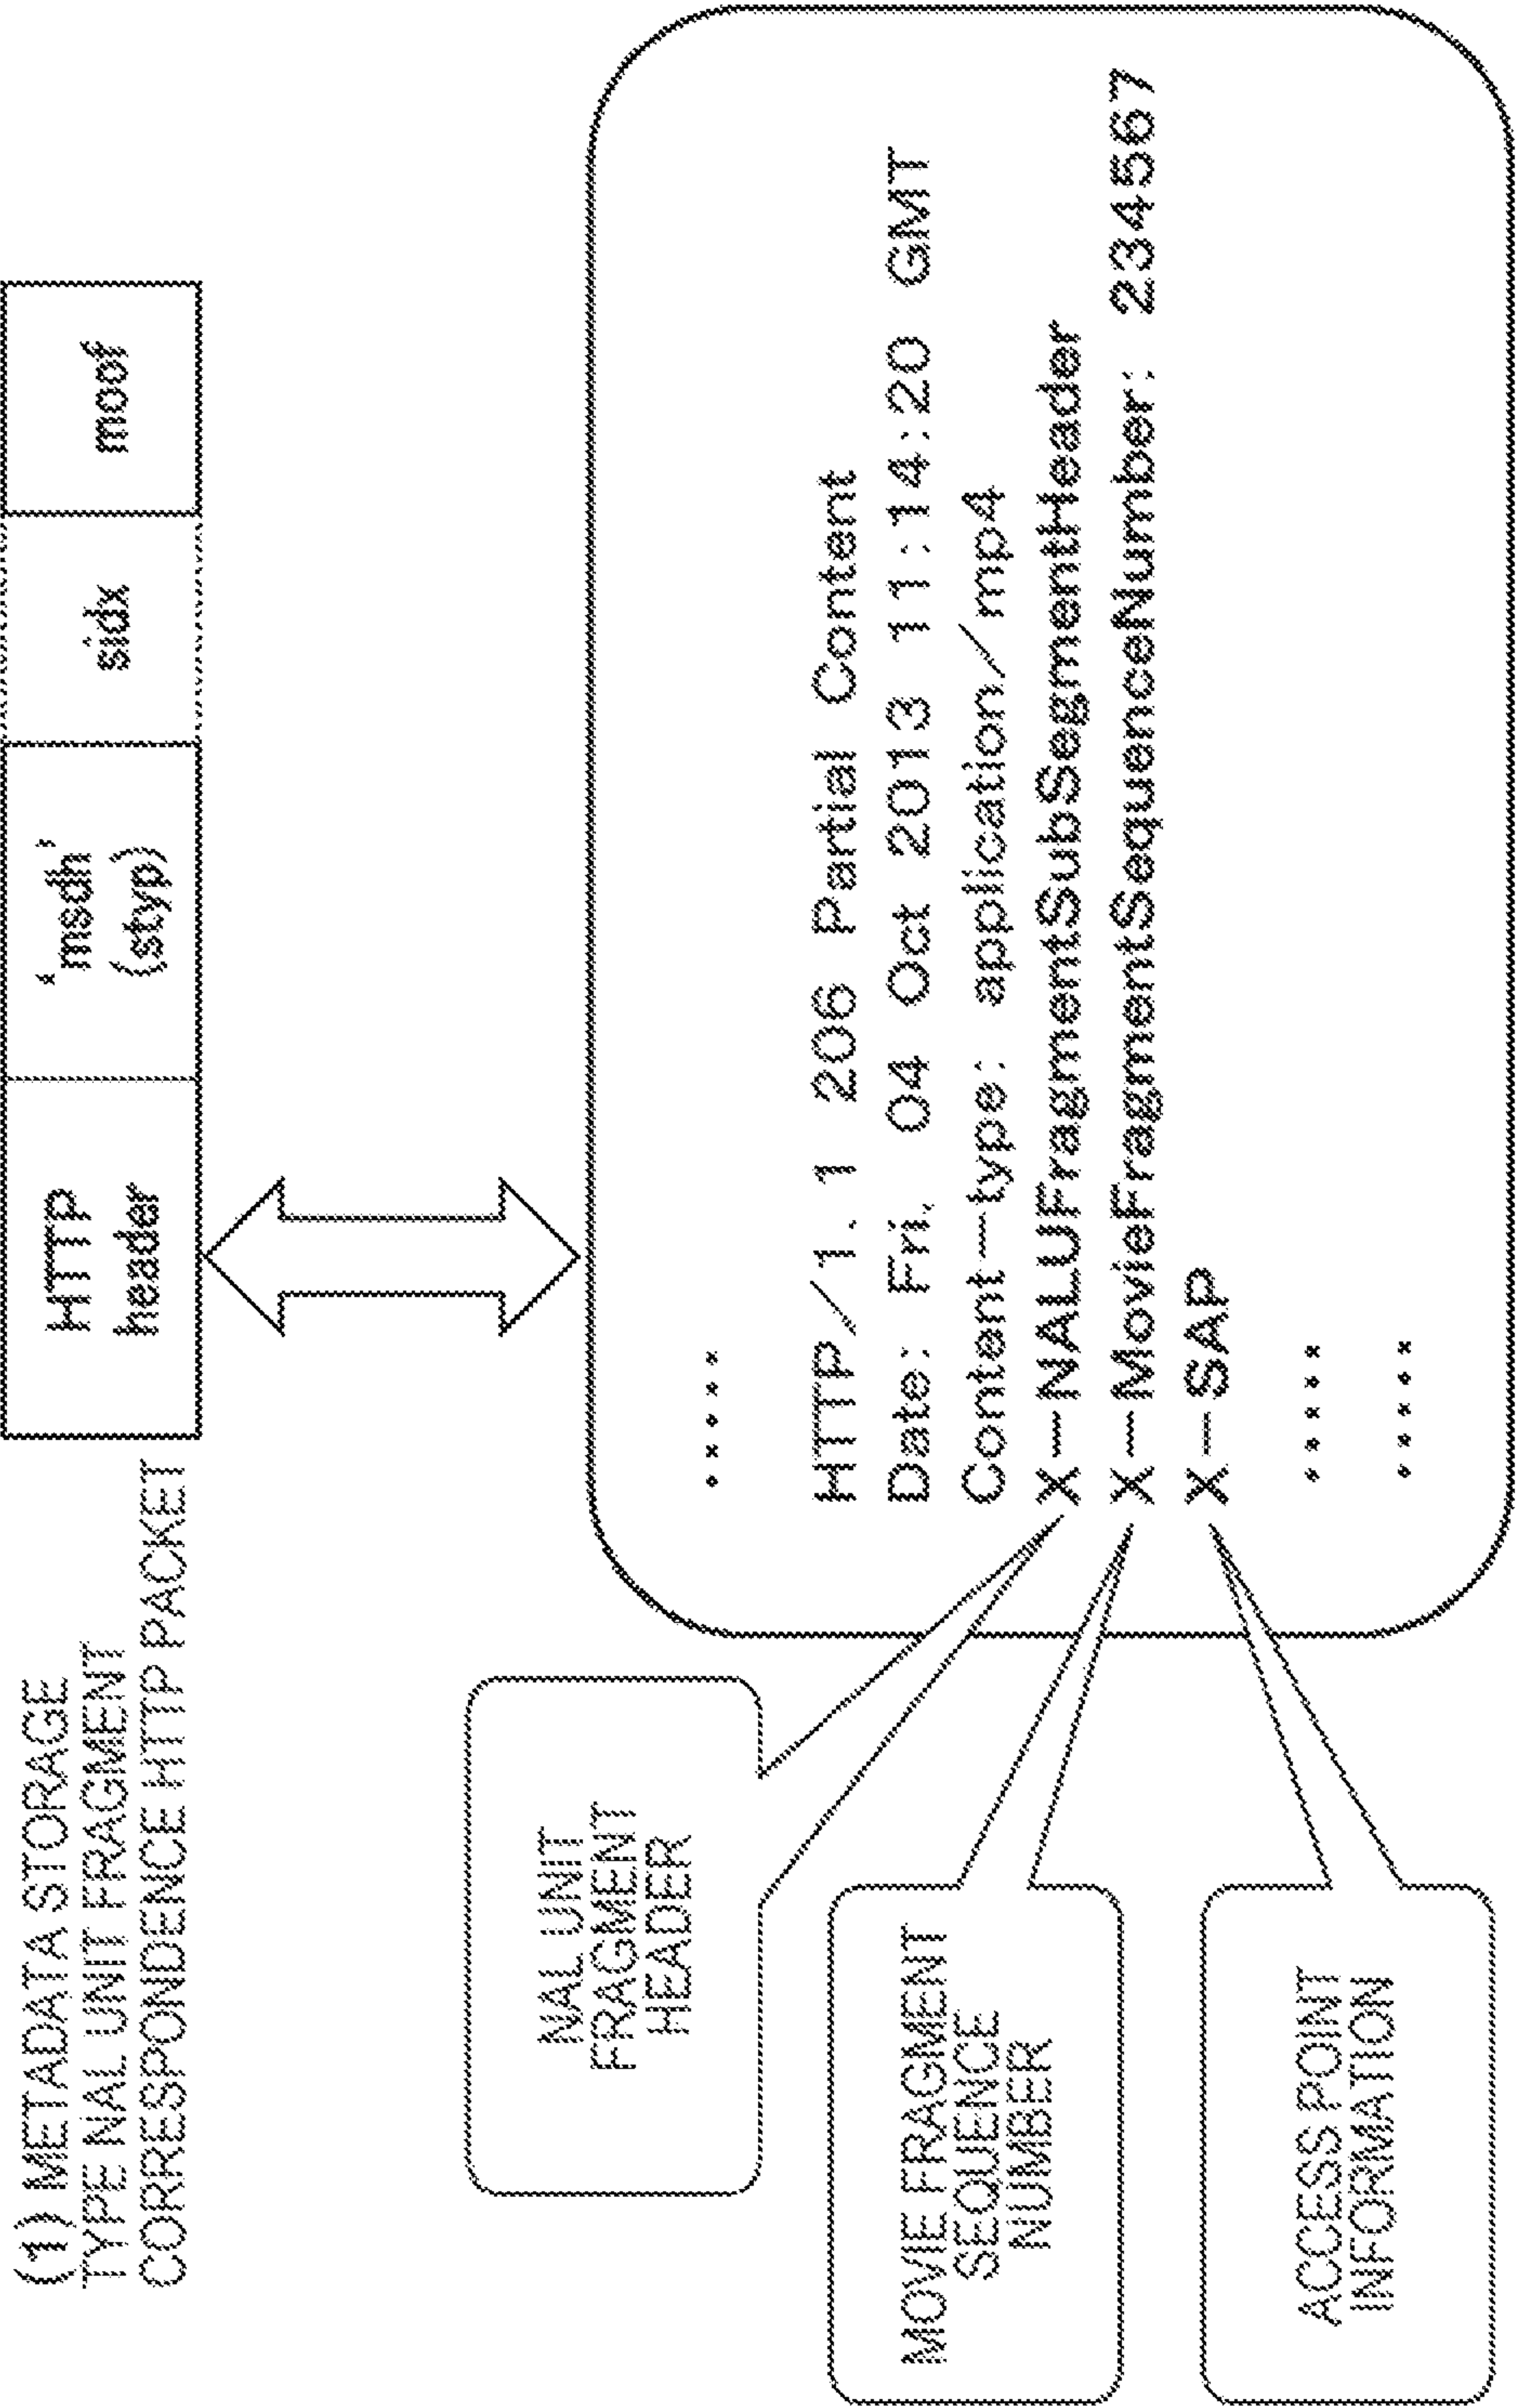 (1) METADATA STORAGE
TYPE NAL UNIT FRAGMENT
CORRESPONDENCE HTTP PACKET
HTTP
header
'msdh'
(styp)
sidx
moof
.....
HTTP/1. 1 206 Partial Content
Date: Fri, 04 Oct 2013 11:14:20 GMT
Content-type: application/mp4
X-NALUFragmentSubSegmentHeader
X-MovieFragmentSequenceNumber: 234567
X-SAP
.....
.....
NAL UNIT
FRAGMENT
HEADER
MOVIE FRAGMENT
SEQUENCE
NUMBER
ACCESS POINT
INFORMATION